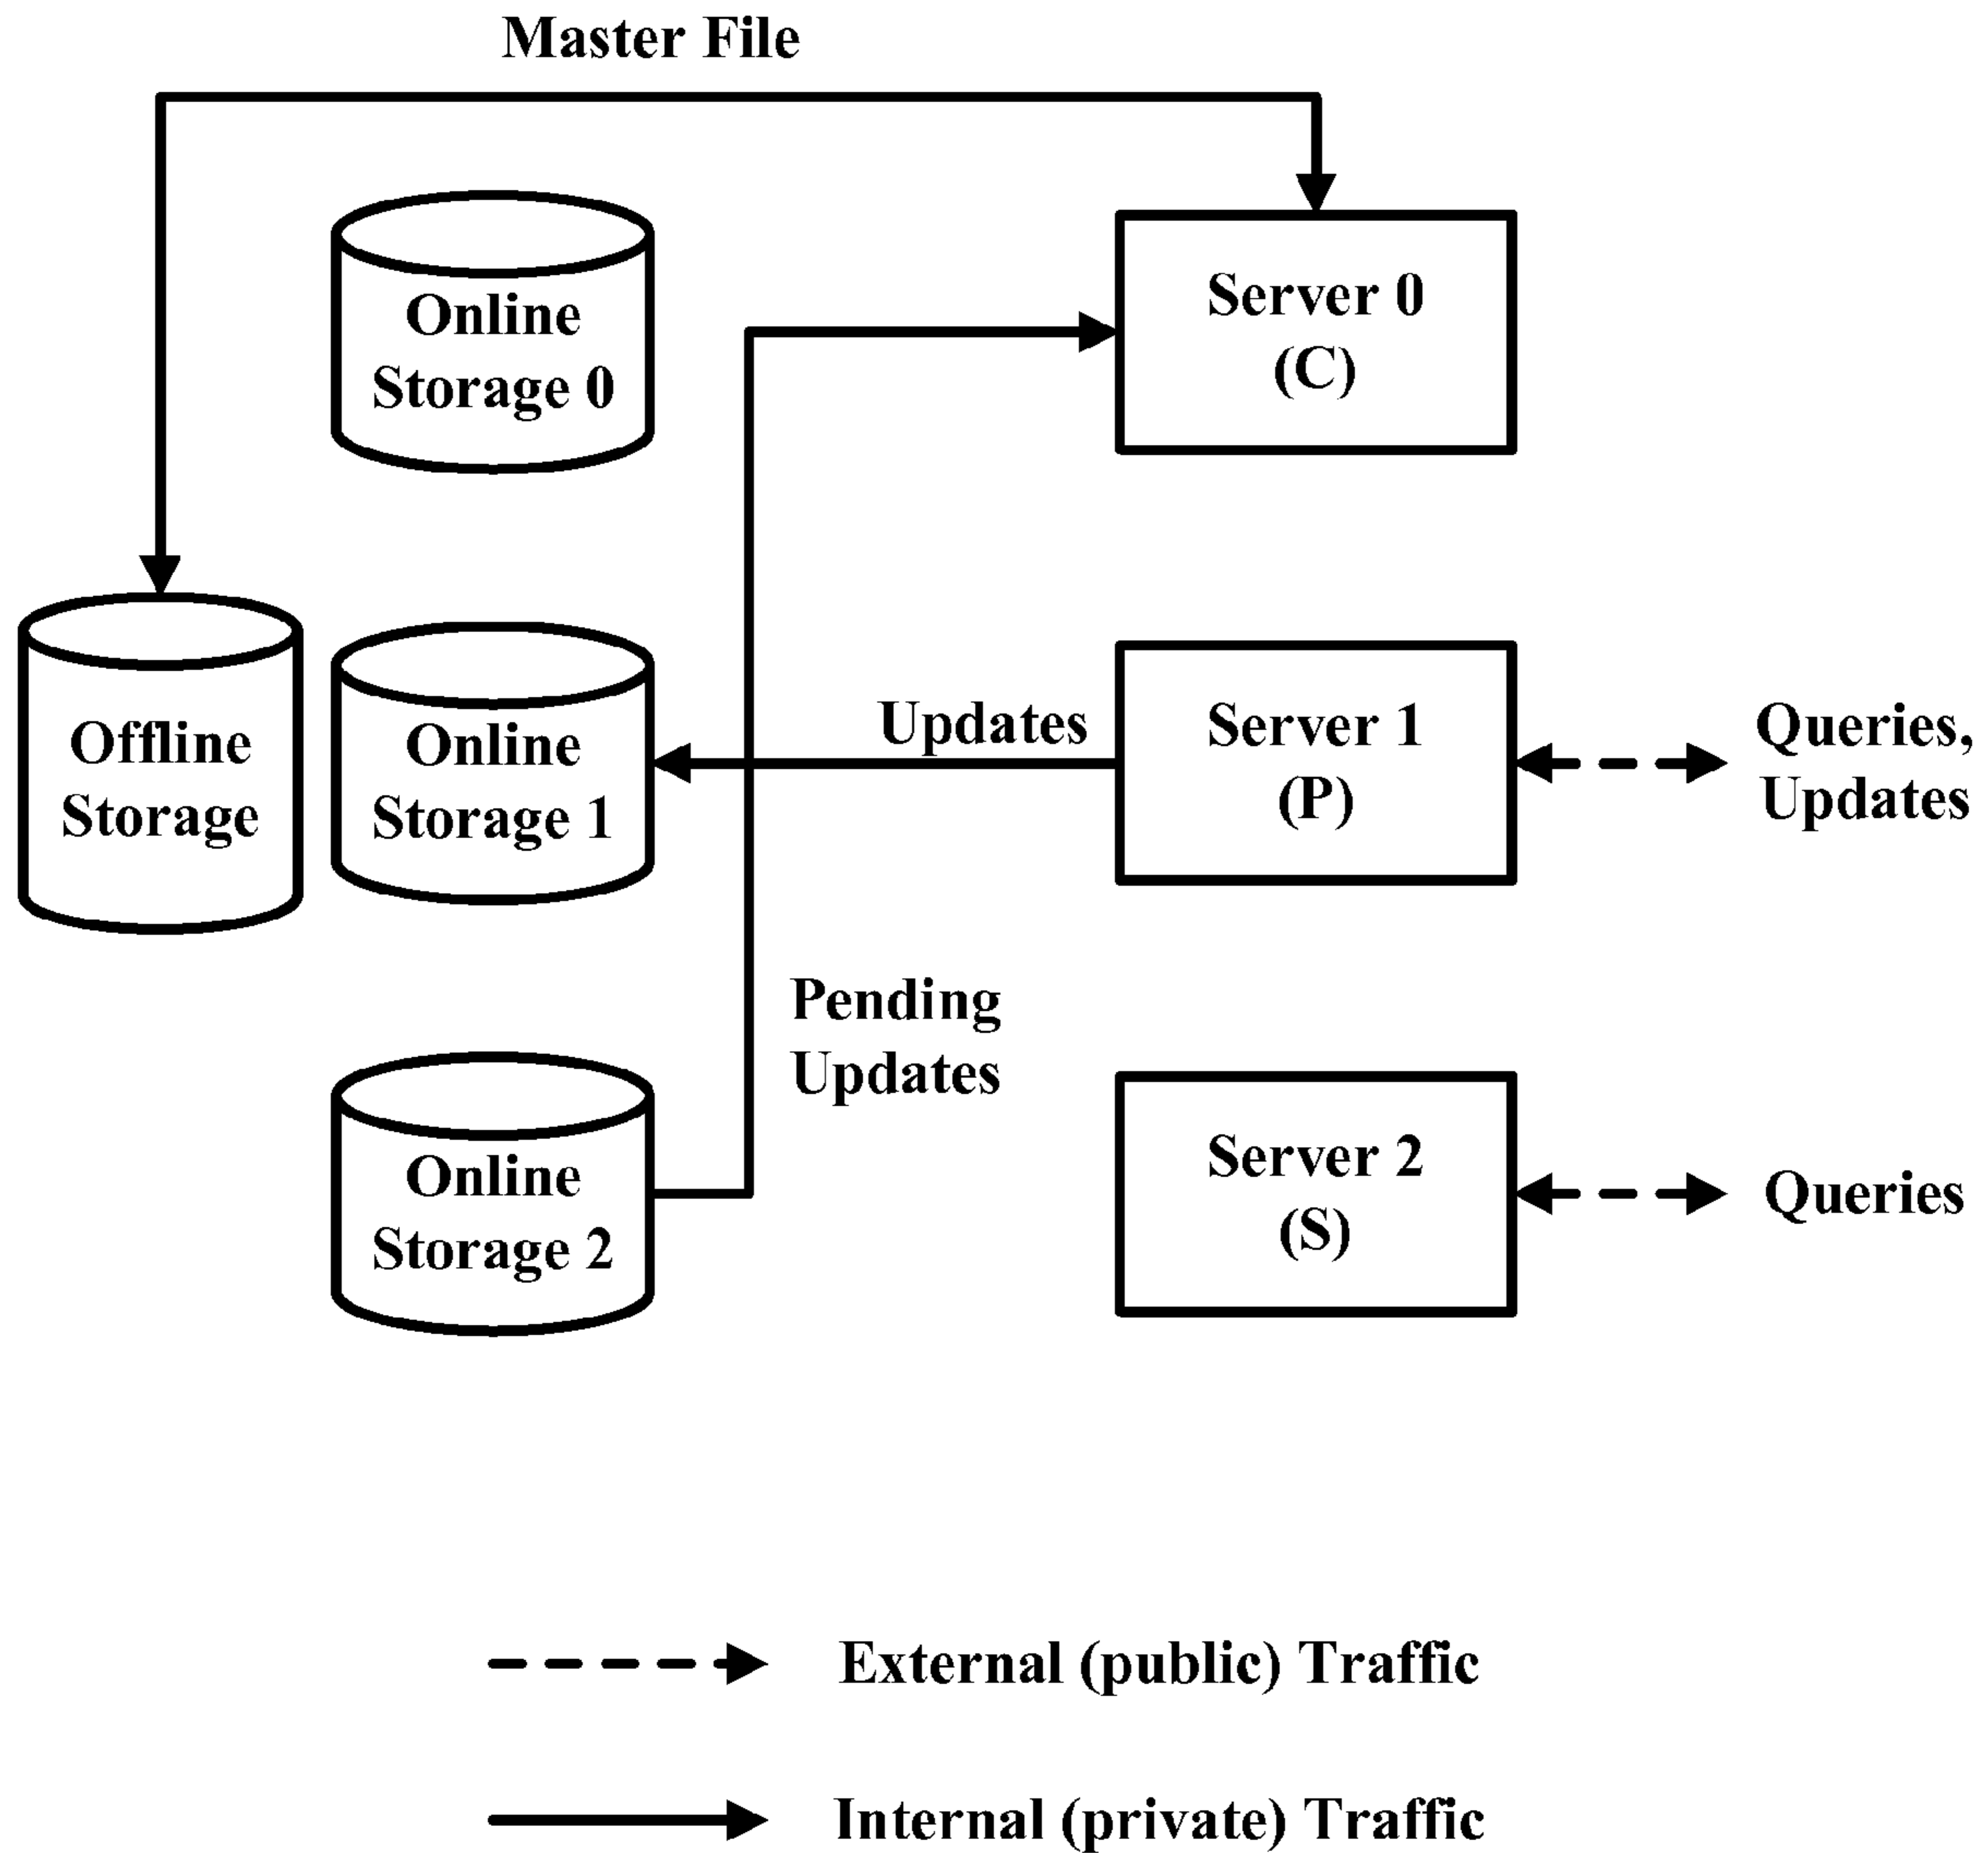 Master File
Online
Storage 0
Server 0
(C)
Offline
Storage
Online
Storage 1
Updates
Server 1
(P)
Queries,
Updates
Pending
Updates
Online
Storage 2
Server 2
(S)
Queries
External (public) Traffic
Internal (private) Traffic